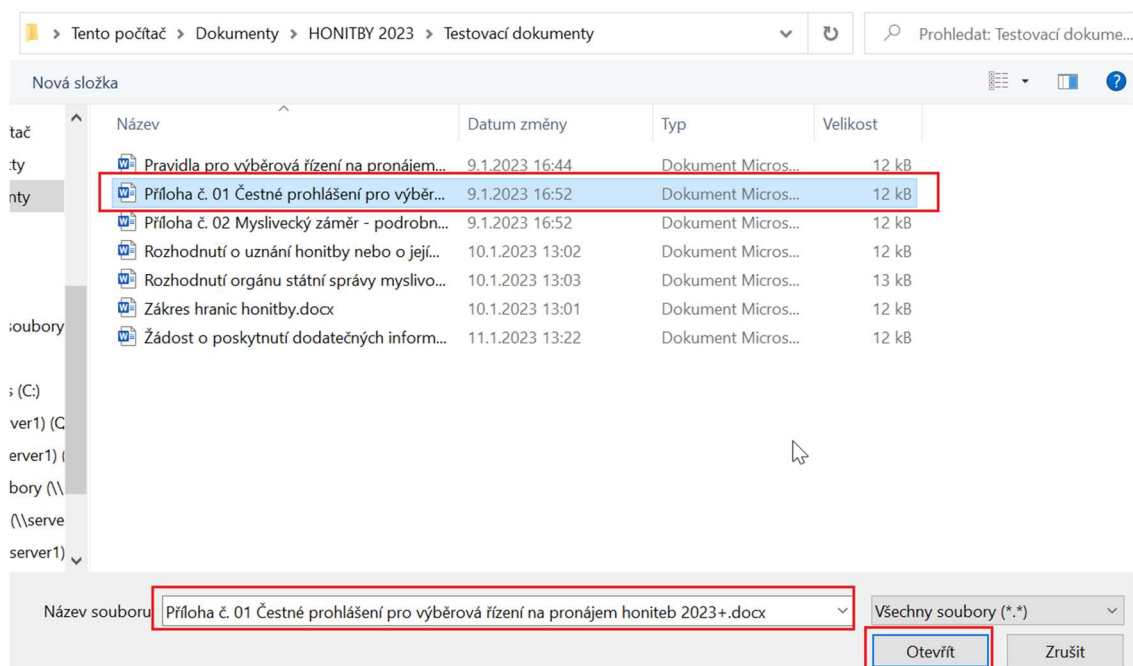 Tento počítač > Dokumenty > HONITBY 2023 > Testovací dokumenty
Prohledat: Testovací dokume...
Nová složka
Název Datum změny Typ Velikost
Pravidla pro výběrová řízení na pronájem... 9.1.2023 16:44 Dokument Micros... 12 kB
Příloha č. 01 Čestné prohlášení pro výběr... 9.1.2023 16:52 Dokument Micros... 12 kB
Příloha č. 02 Myslivecký záměr - podrobn... 9.1.2023 16:52 Dokument Micros... 12 kB
Rozhodnutí o uznání honitby nebo o její... 10.1.2023 13:02 Dokument Micros... 12 kB
Rozhodnutí orgánu státní správy myslivo... 10.1.2023 13:03 Dokument Micros... 13 kB
Zákres hranic honitby.docx 10.1.2023 13:01 Dokument Micros... 12 kB
Žádost o poskytnutí dodatečných inform... 11.1.2023 13:22 Dokument Micros... 12 kB
ítač
ty
nty
soubory
s (C:)
ver1) (
erver1) (
bory (\\
(\\serve
server1)
Název souboru Příloha č. 01 Čestné prohlášení pro výběrová řízení na pronájem honiteb 2023+.docx Všechny soubory (*.*)
Otevřít Zrušit